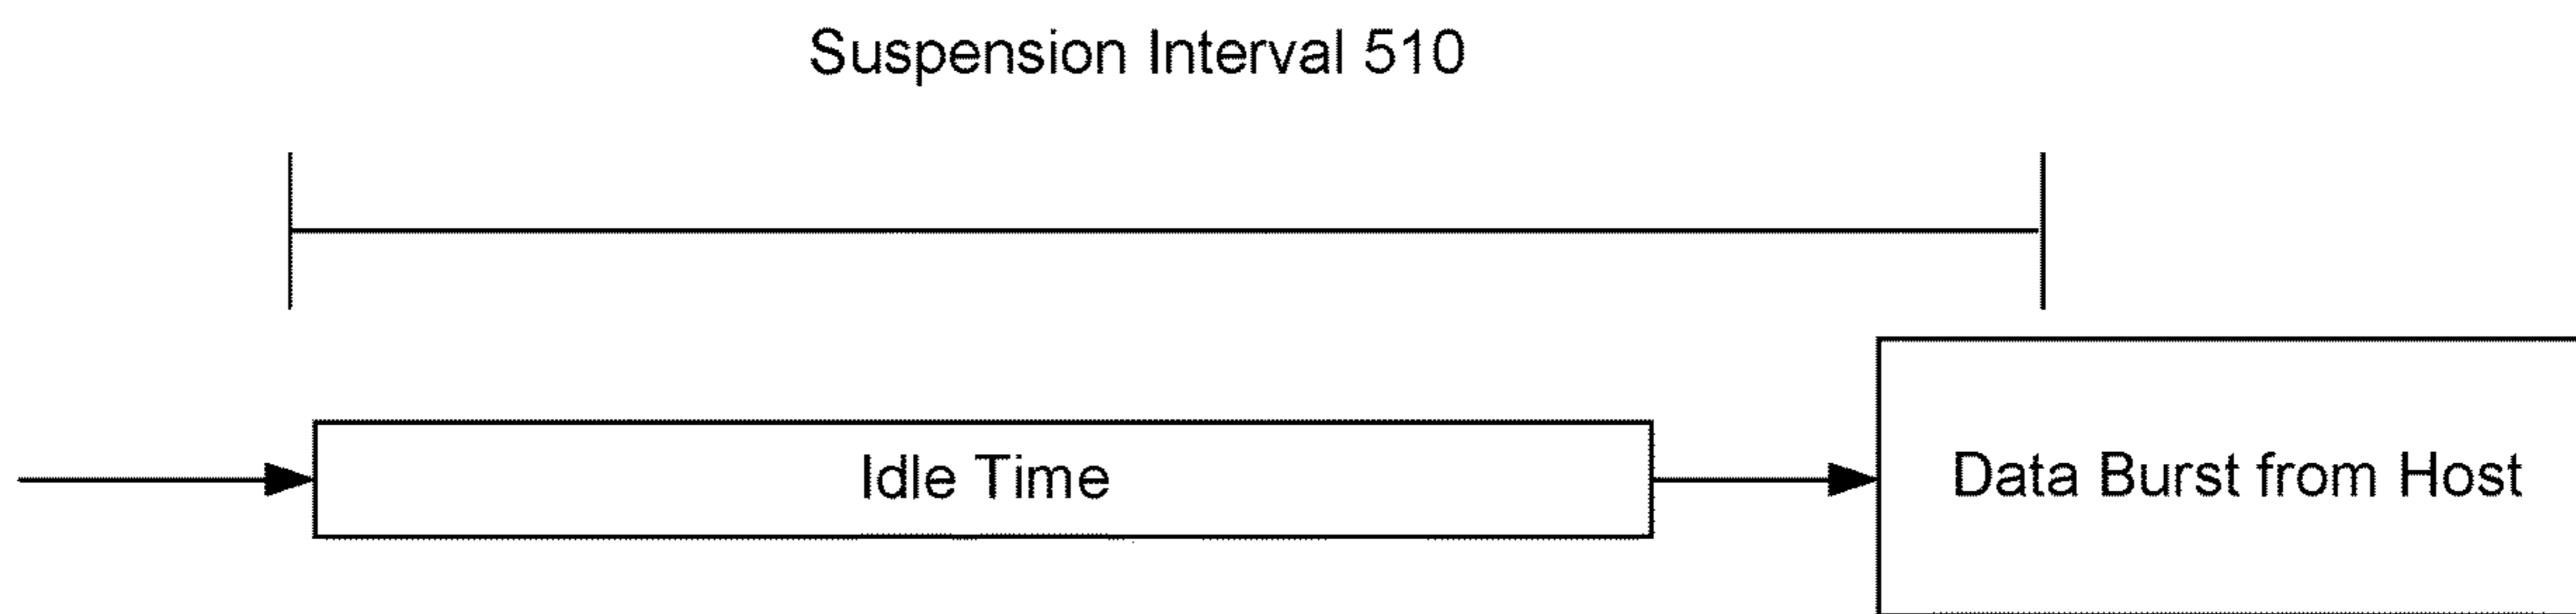 Suspension Interval 510
Idle Time
Data Burst from Host